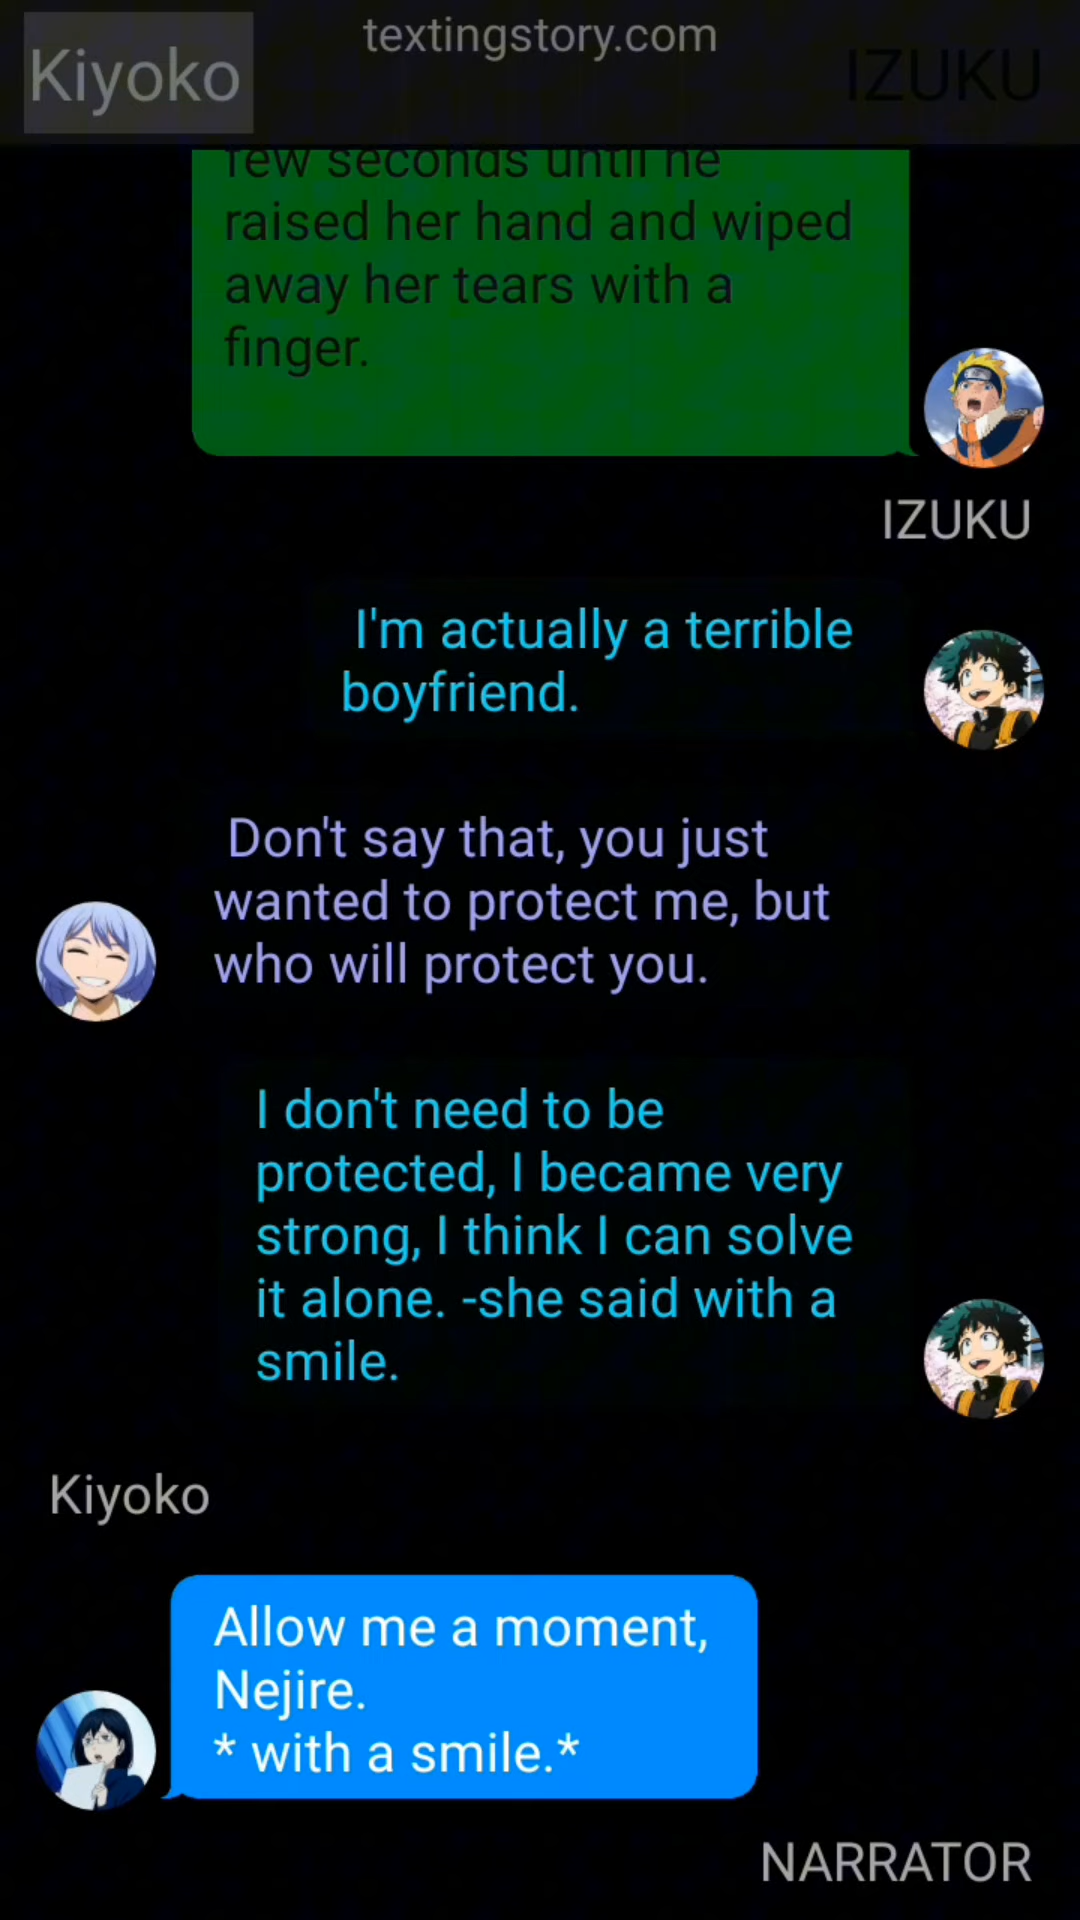 textingstory.com
Kiyoko
IZUKU
few seconds until he
raised her hand and wiped
away her tears with a
finger.
IZUKU
I'm actually a terrible
boyfriend.
Don't say that, you just
wanted to protect me, but
who will protect you.
I don't need to be
protected, I became very
strong, I think I can solve
it alone. -she said with a
smile.
Kiyoko
Allow me a moment,
Nejire.
* with a smile.*
NARRATOR